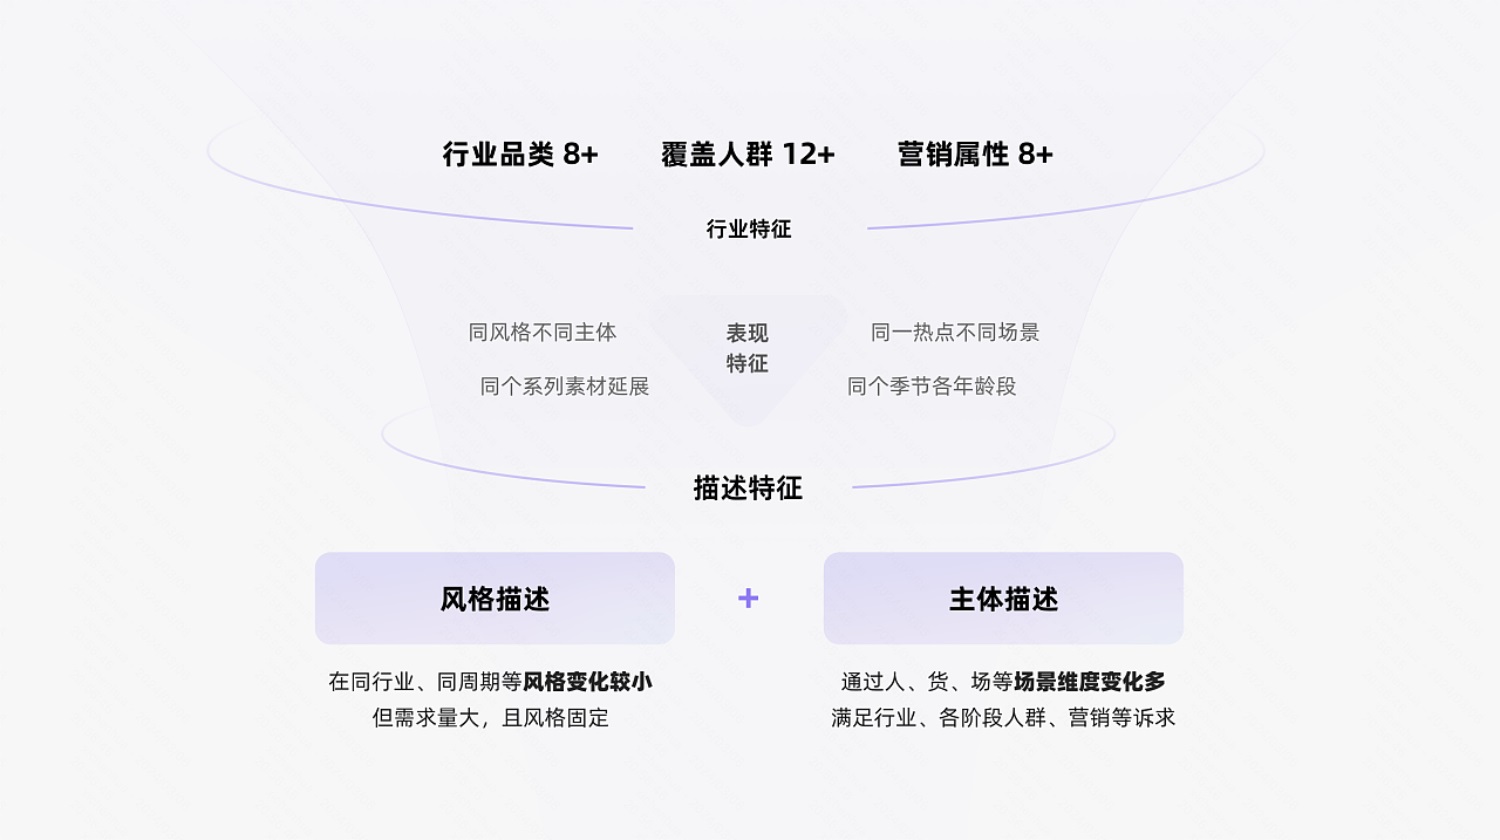 行业品类 8+ 覆盖人群 12+ 营销属性 8+
行业特征
同风格不同主体
同个系列素材延展
表现
特征
同一热点不同场景
同个季节各年龄段
描述特征
风格描述
+
主体描述
在同行业、同周期等风格变化较小
但需求量大，且风格固定
通过人、货、场等场景维度变化多
满足行业、各阶段人群、营销等诉求